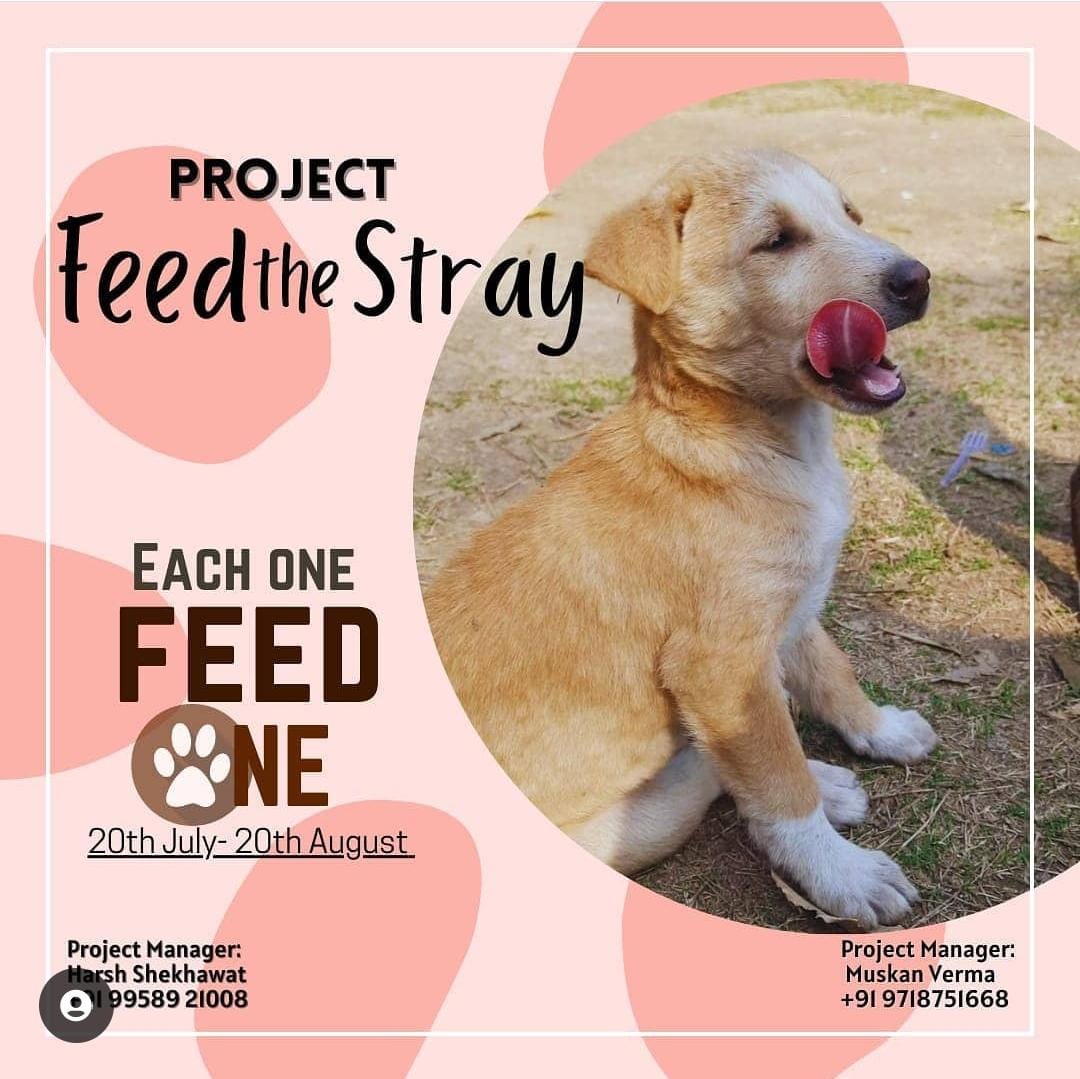 PROJECT
Feed the Stray
EACH ONE
FEED
NE
20th July- 20th August
Project Manager:
Harsh Shekhawat
99589 21008
Project Manager:
Muskan Verma
+91 9718751668